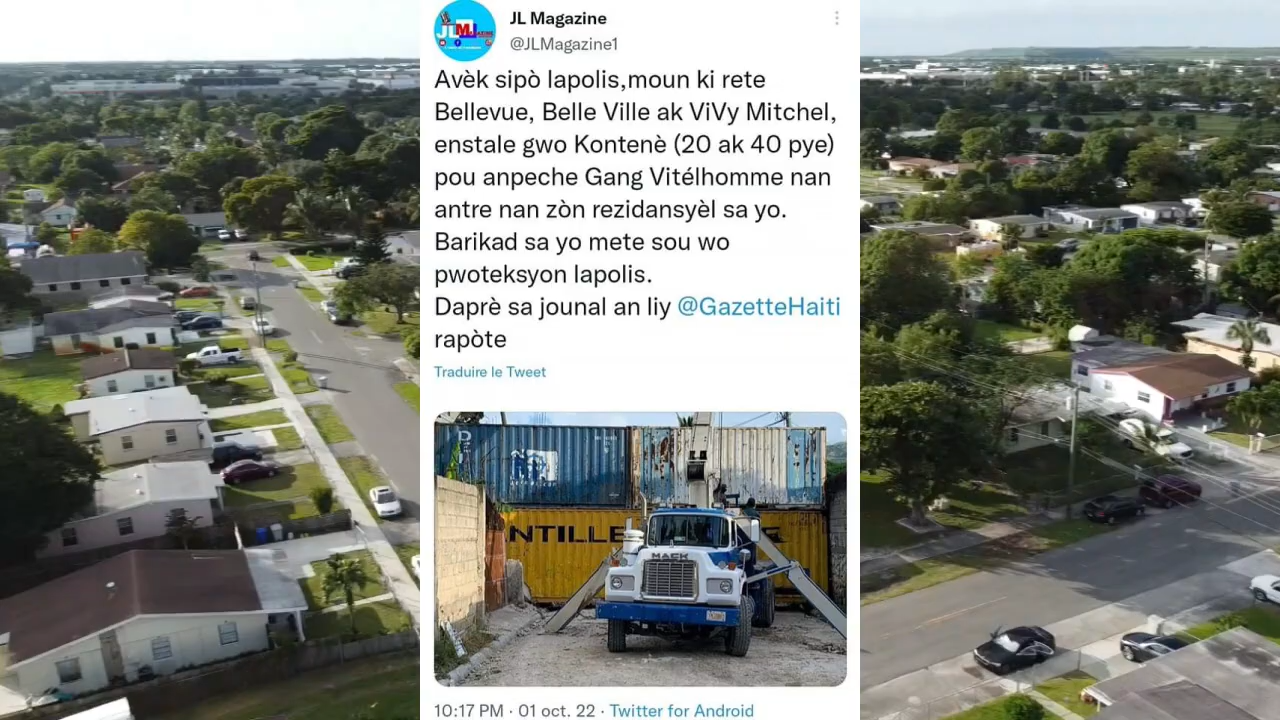 JL Magazine
@JLMagazine1
Avèk sipò lapolis,moun ki rete
Bellevue, Belle Ville ak ViVy Mitchel,
enstale gwo Kontenè (20 ak 40 pye)
pou anpeche Gang Vitélhomme nan
antre nan zòn rezidansyèl sa yo.
Barikad sa yo mete sou wo
pwoteksyon lapolis.
Daprè sa jounal an liy @GazetteHaiti
rapòte
Traduire le Tweet
NTILLE
MACK
10:17 PM · 01 oct. 22 · Twitter for Android